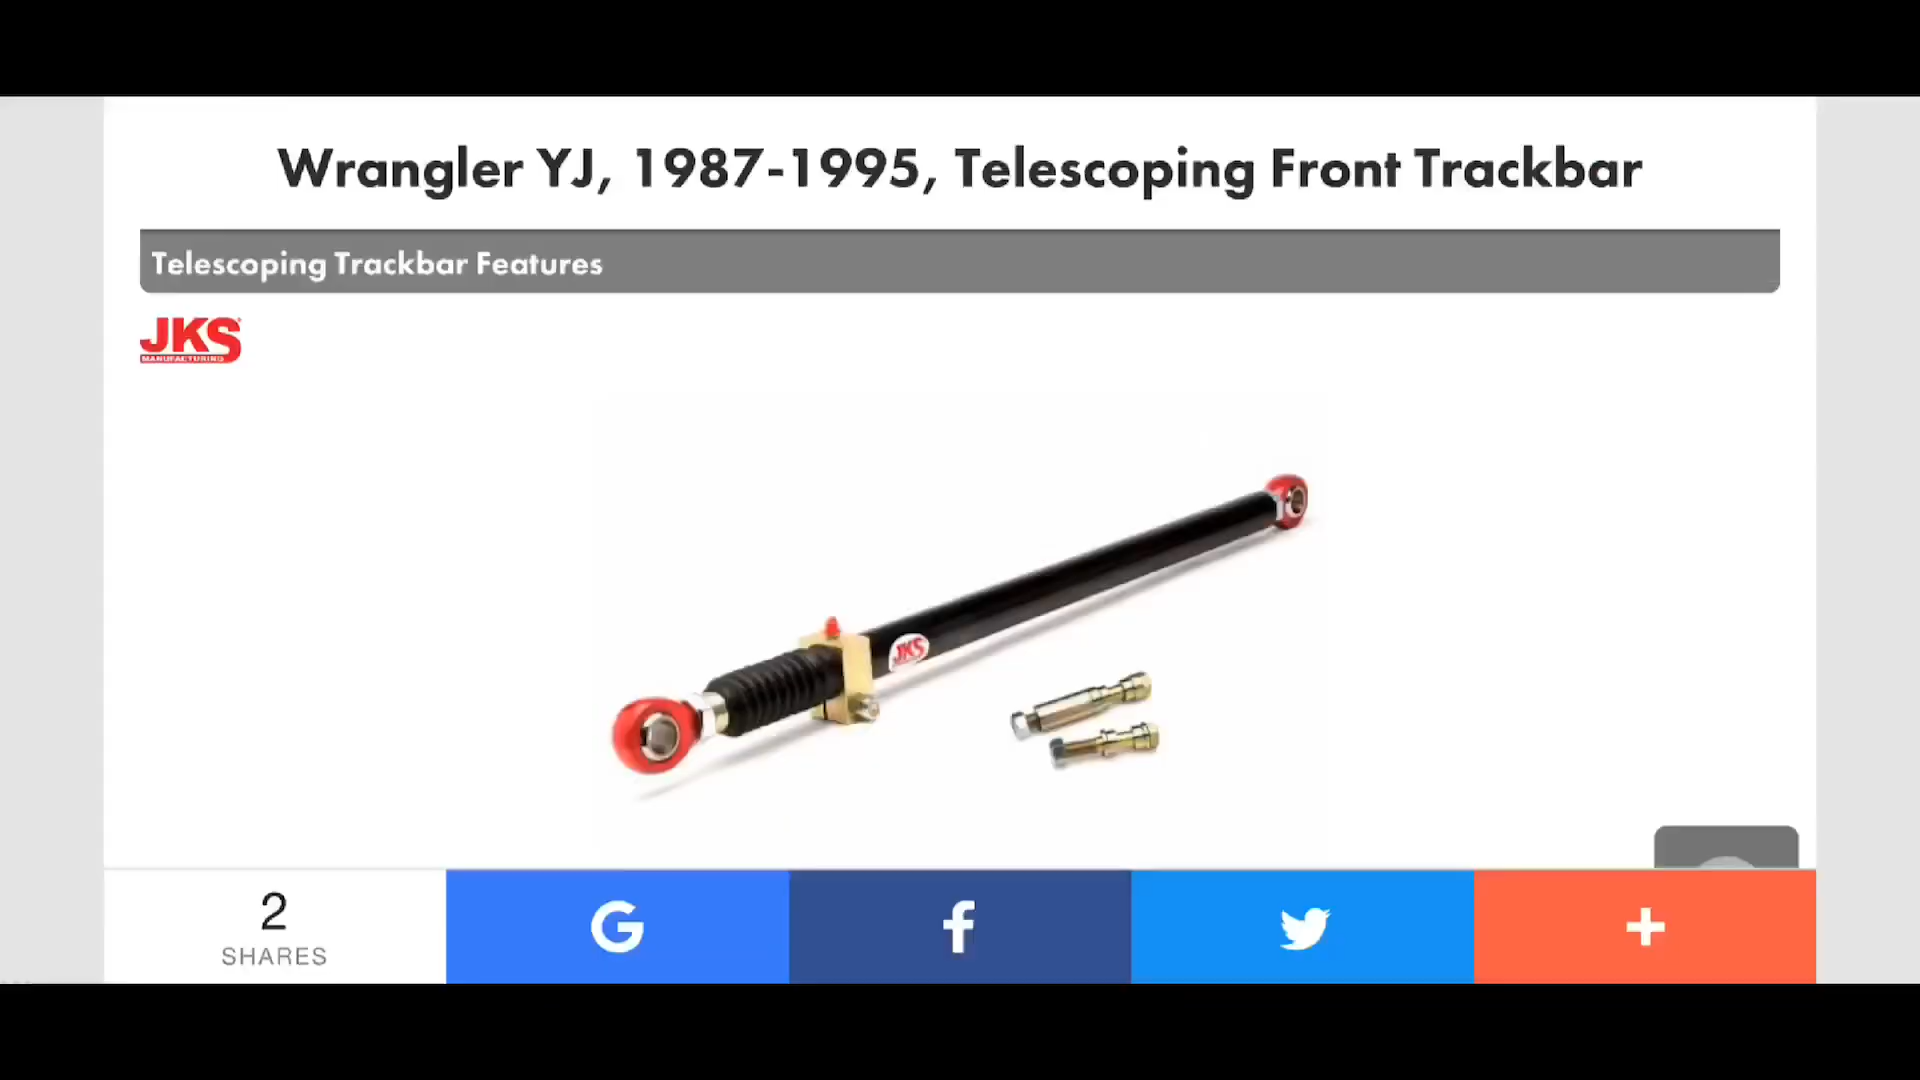 Wrangler YJ, 1987-1995, Telescoping Front Trackbar
Telescoping Trackbar Features
JKS
MANUFACTURING
JKS
2
SHARES